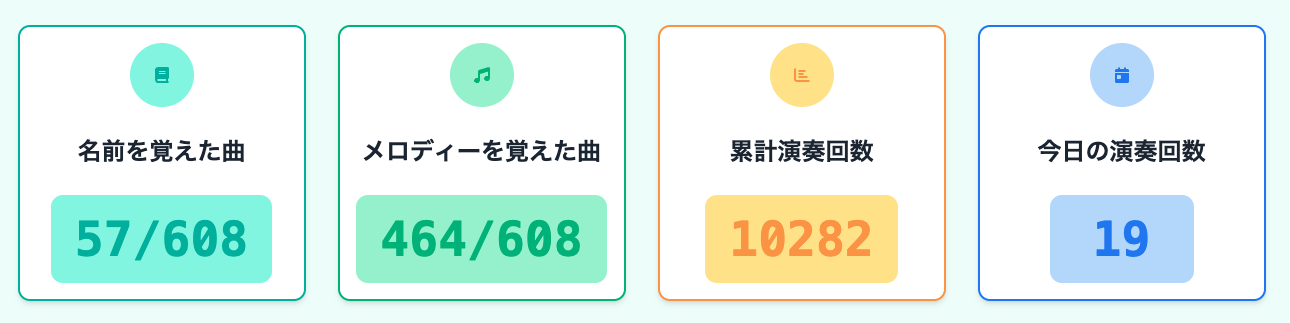 名前を覚えた曲
57/608
メロディーを覚えた曲
464/608
累計演奏回数
10282
今日の演奏回数
19